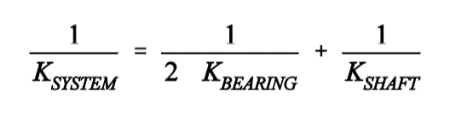 1/K_SYSTEM = 1/(2 K_BEARING) + 1/K_SHAFT